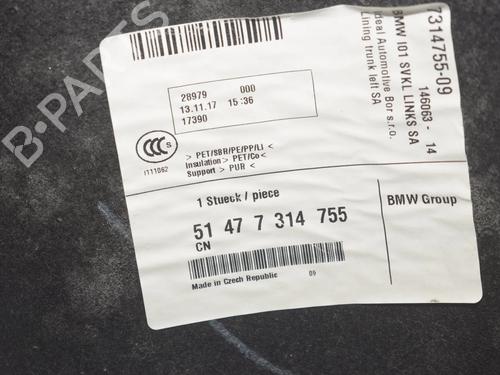 28979 000
13.11.17 15:36
17390
CCC
I111062
> PET/SBR/PE/PP/LI <
Insulation > PET/Co <
Support > PUR <
1 Stueck / piece
51 47 7 314 755
CN
Made in Czech Republic 09
BMW Group
7314755-09
146063 - 14
BMW I01 SVKL LINKS SA
Ideal Automotive Bor s.r.o.
Lining trunk left SA
B-PARTS